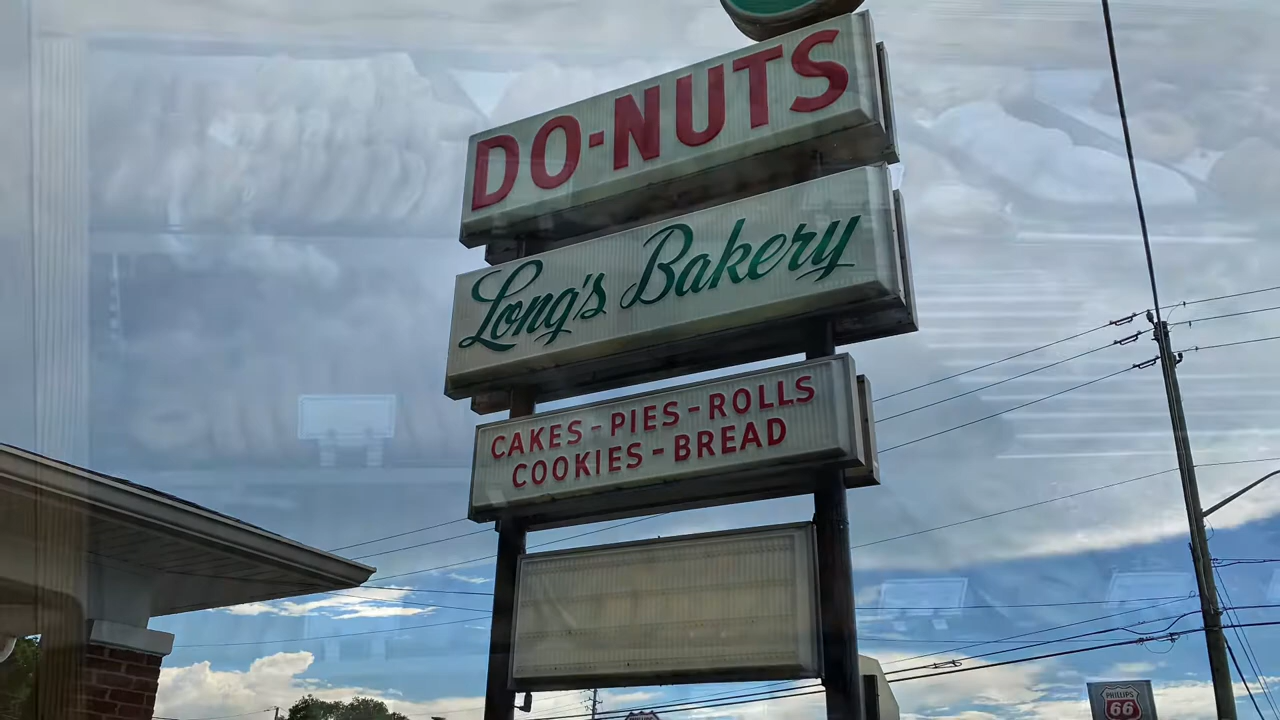 DO-NUTS
Long's Bakery
CAKES-PIES-ROLLS
COOKIES-BREAD
PHILLIPS
66